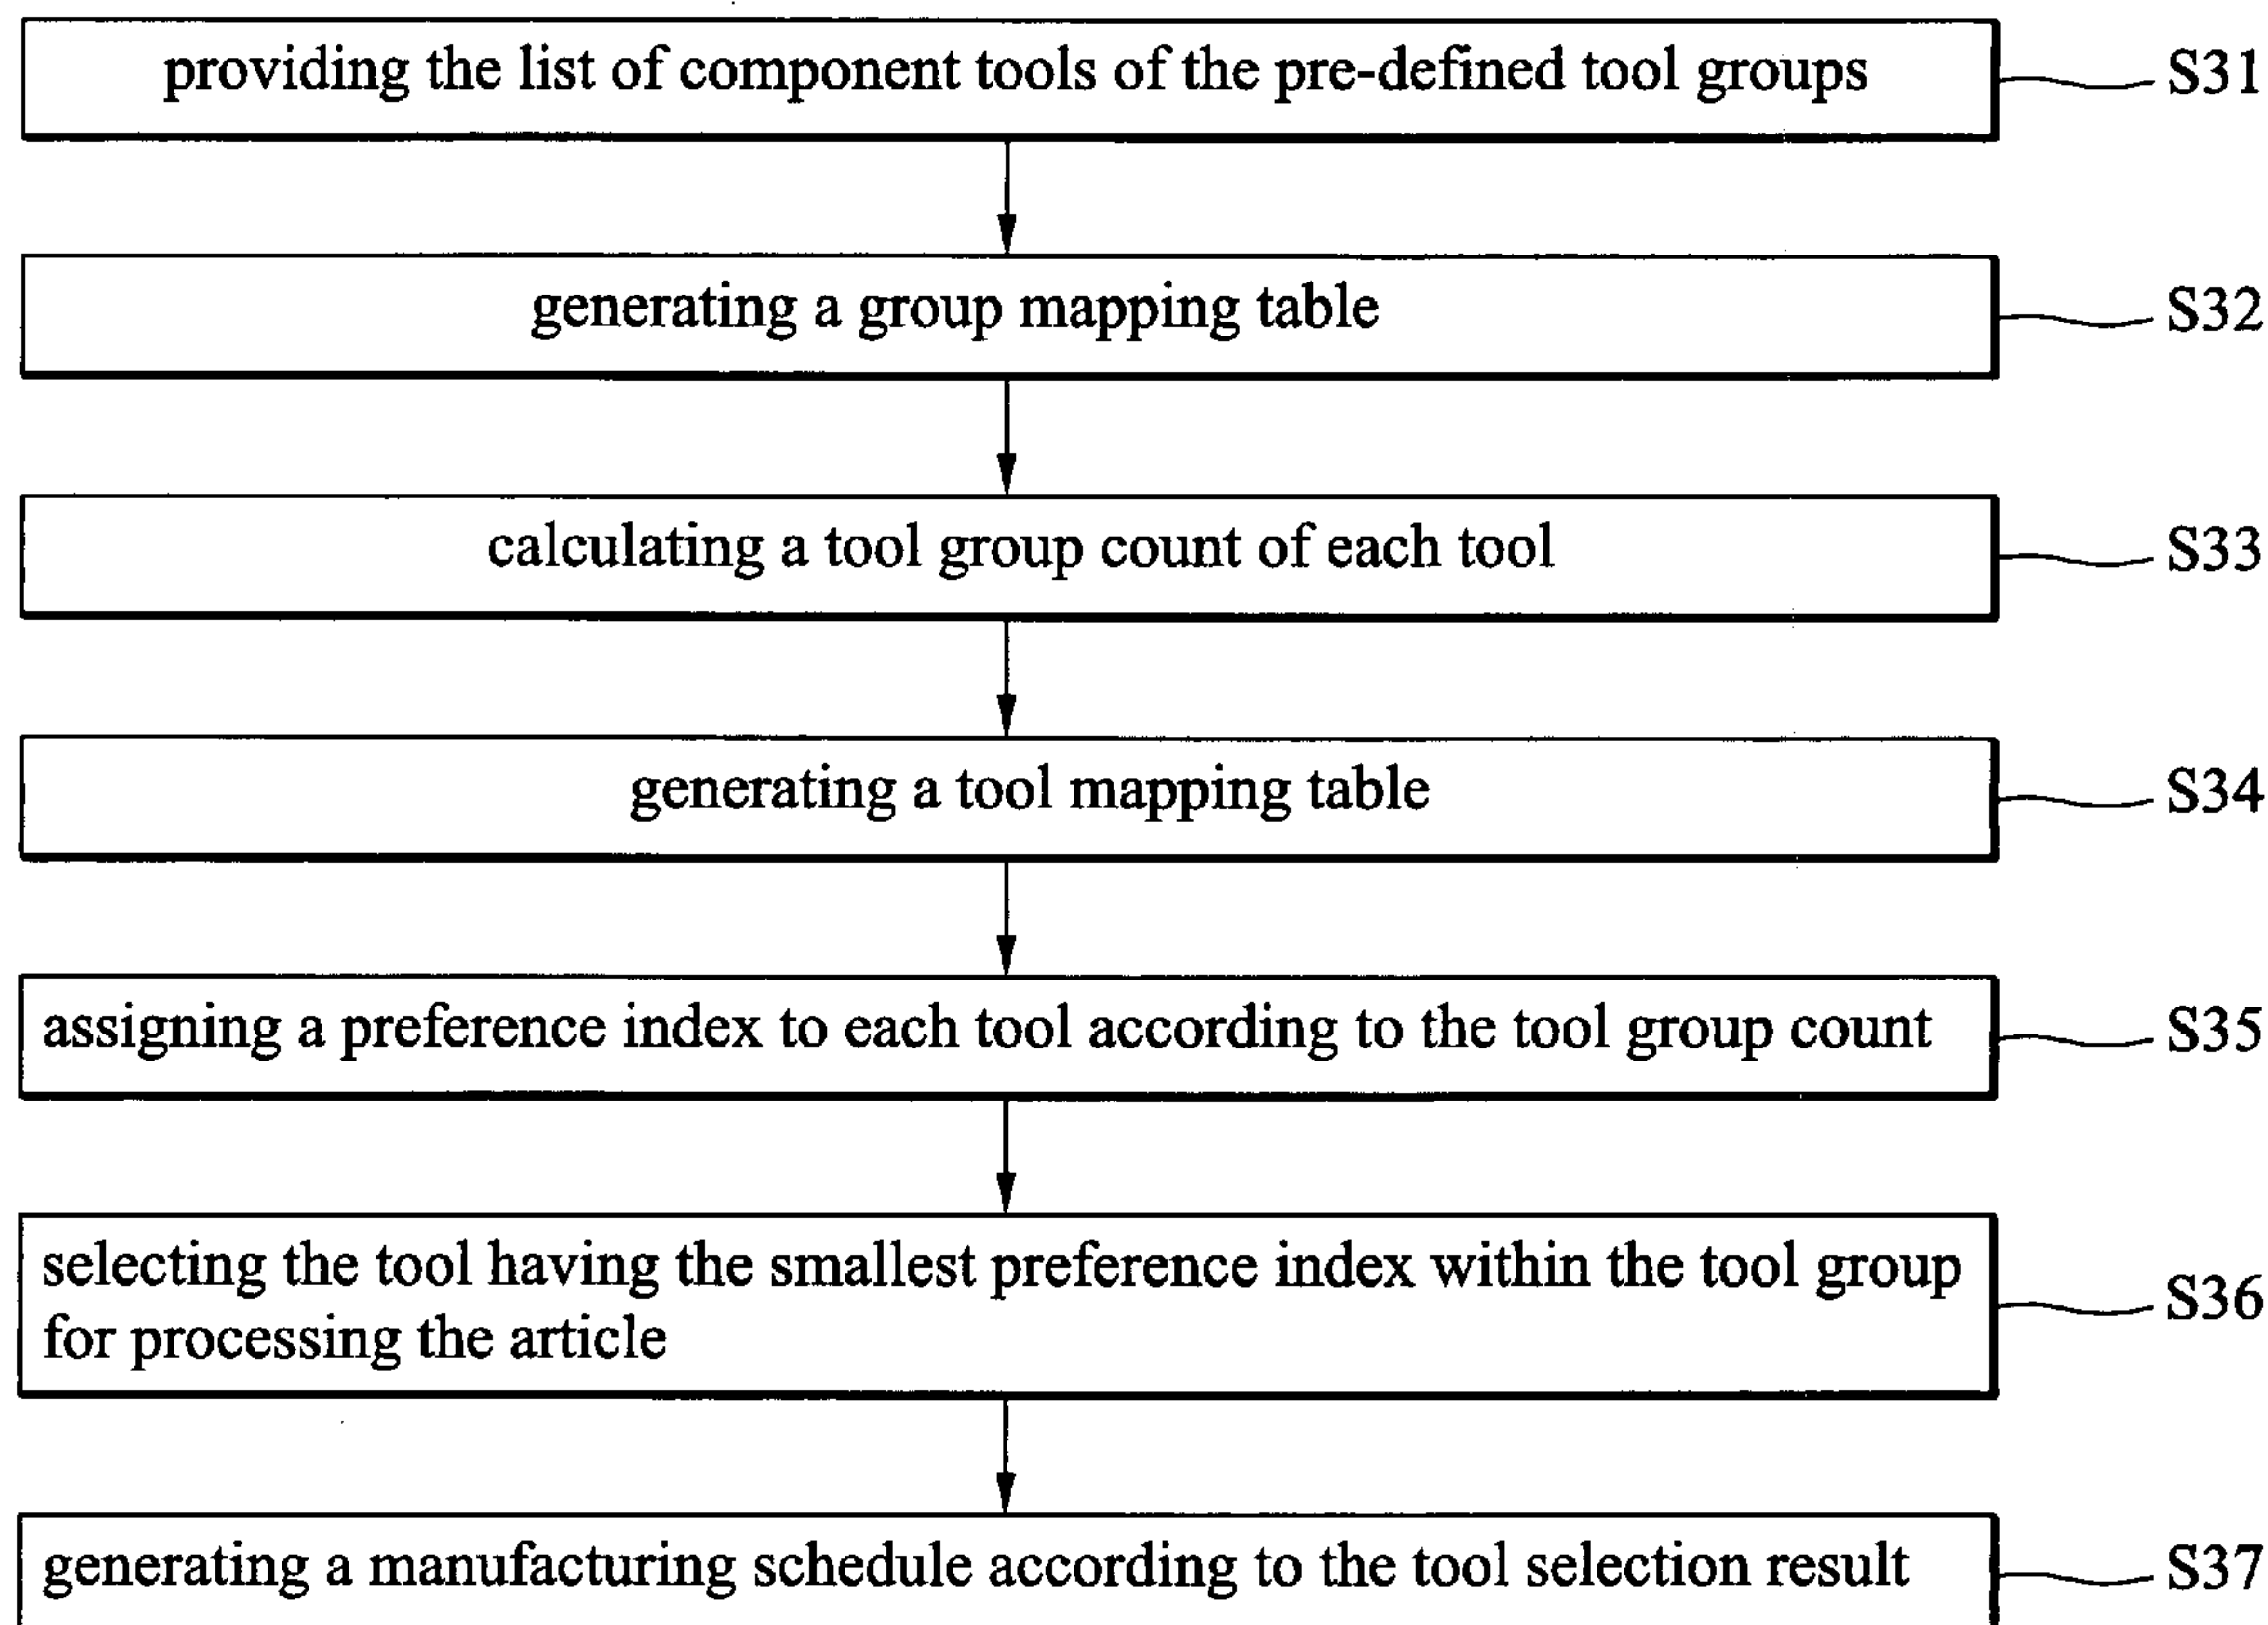 providing the list of component tools of the pre-defined tool groups
S31
generating a group mapping table
S32
calculating a tool group count of each tool
S33
generating a tool mapping table
S34
assigning a preference index to each tool according to the tool group count
S35
selecting the tool having the smallest preference index within the tool group
for processing the article
S36
generating a manufacturing schedule according to the tool selection result
S37